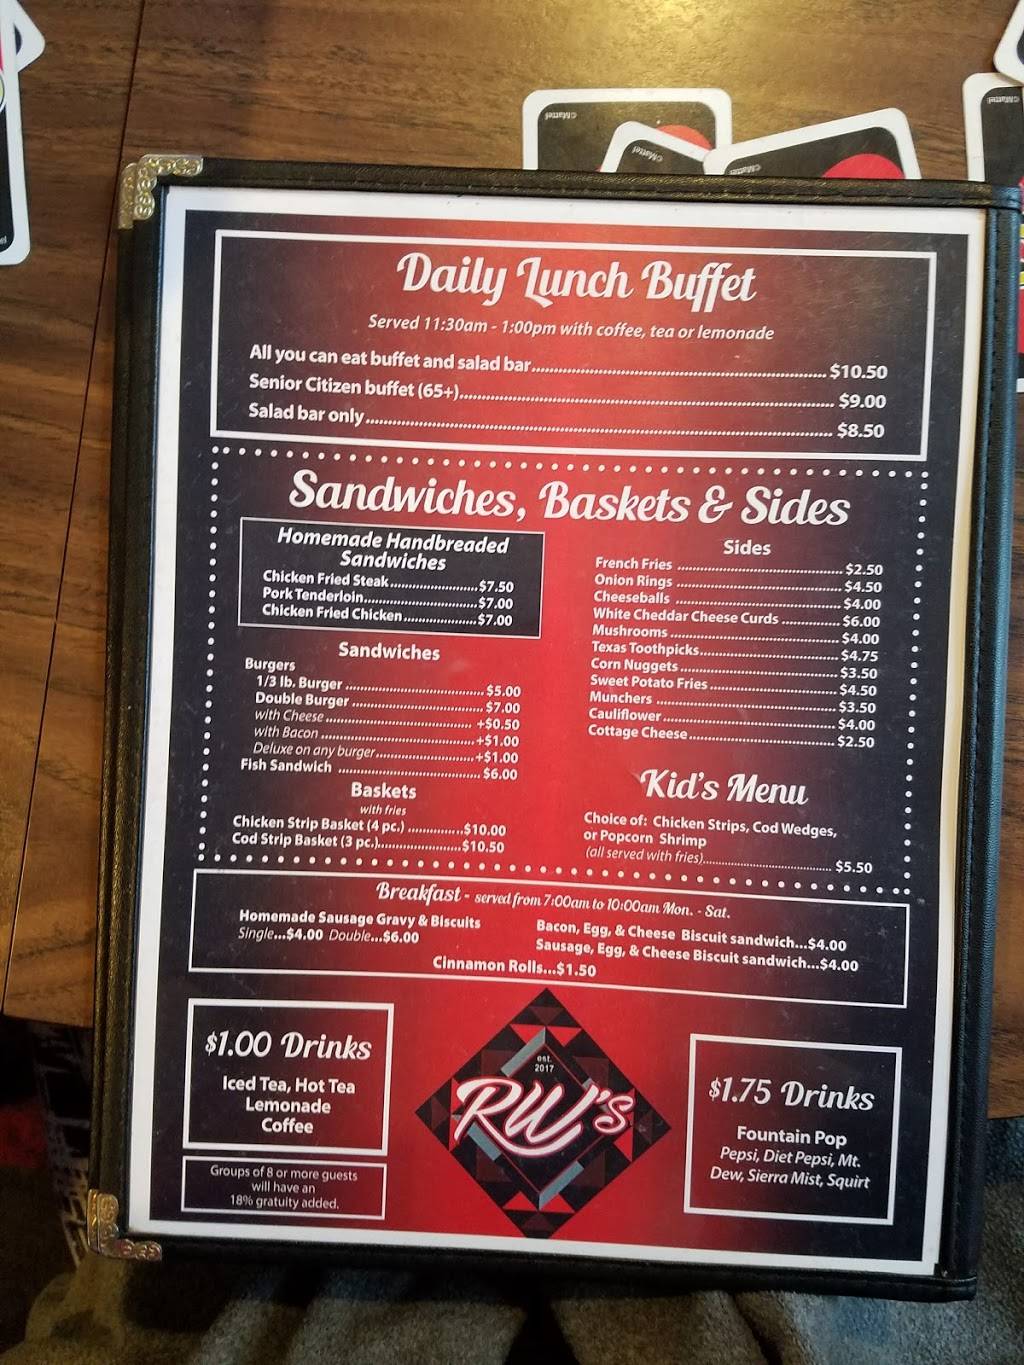 ©Mattel
©Mattel
©Mattel
©Mattel
Daily Lunch Buffet
Served 11:30am - 1:00pm with coffee, tea or lemonade
All you can eat buffet and salad bar.......... $10.50
Senior Citizen buffet (65+).......... $9.00
Salad bar only.......... $8.50
Sandwiches, Baskets & Sides
Homemade Handbreaded
Sandwiches
Chicken Fried Steak..........$7.50
Pork Tenderloin..........$7.00
Chicken Fried Chicken..........$7.00
Sandwiches
Burgers
1/3 lb. Burger ..........$5.00
Double Burger ..........$7.00
with Cheese .......... +$0.50
with Bacon ..........+$1.00
Deluxe on any burger..........+$1.00
Fish Sandwich ..........$6.00
Baskets
with fries
Chicken Strip Basket (4 pc.) ..........$10.00
Cod Strip Basket (3 pc.)..........$10.50
Sides
French Fries .......... $2.50
Onion Rings .......... $4.50
Cheeseballs .......... $4.00
White Cheddar Cheese Curds .......... $6.00
Mushrooms .......... $4.00
Texas Toothpicks.......... $4.75
Corn Nuggets .......... $3.50
Sweet Potato Fries .......... $4.50
Munchers .......... $3.50
Cauliflower .......... $4.00
Cottage Cheese.......... $2.50
Kid's Menu
Choice of: Chicken Strips, Cod Wedges,
or Popcorn Shrimp
(all served with fries).......... $5.50
Breakfast - served from 7:00am to 10:00am Mon. - Sat.
Homemade Sausage Gravy & Biscuits
Single...$4.00 Double...$6.00
Bacon, Egg, & Cheese Biscuit sandwich...$4.00
Sausage, Egg, & Cheese Biscuit sandwich...$4.00
Cinnamon Rolls...$1.50
$1.00 Drinks
Iced Tea, Hot Tea
Lemonade
Coffee
Groups of 8 or more guests
will have an
18% gratuity added.
est.
2017
RW's
$1.75 Drinks
Fountain Pop
Pepsi, Diet Pepsi, Mt.
Dew, Sierra Mist, Squirt